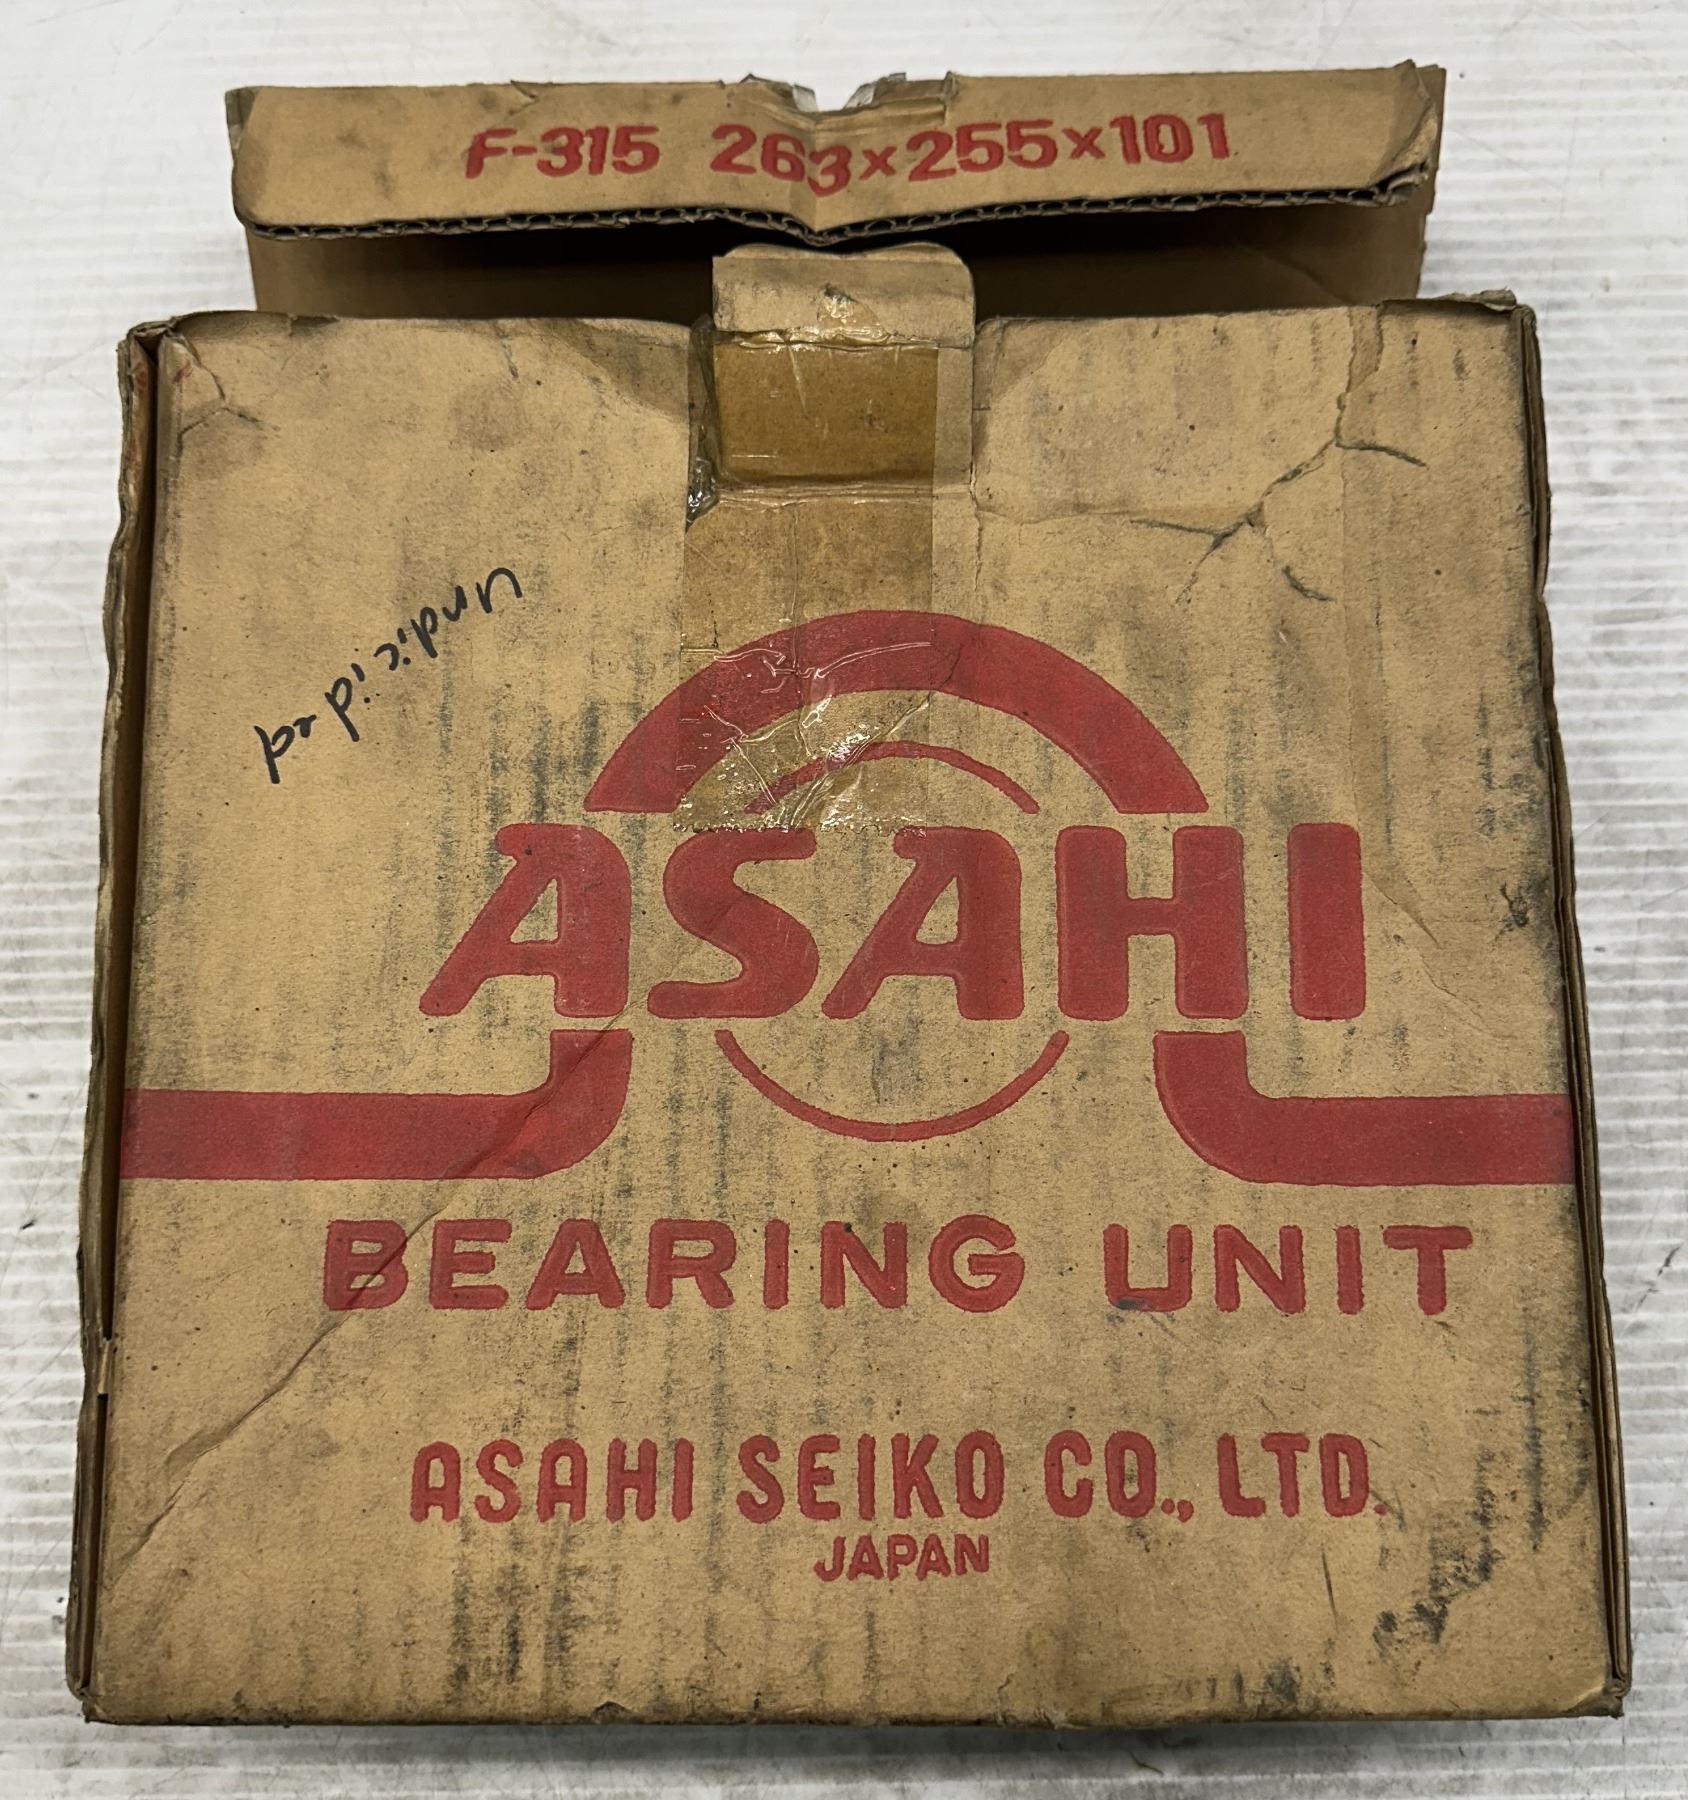 F-315 263×255×101
ASAHI
BEARING UNIT
ASAHI SEIKO CO., LTD.
JAPAN